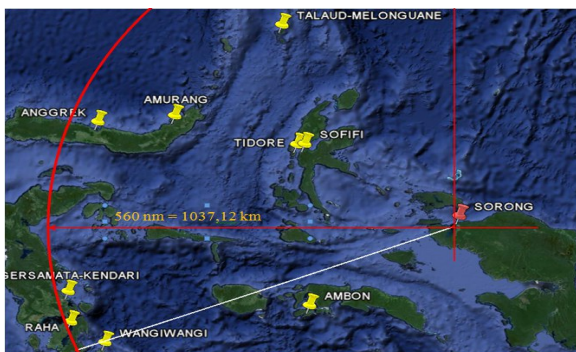 TALAUD-MELONGUANE
AMURANG
ANGGREK
TIDORE
SOFIFI
SORONG
560 nm = 1037,12 km
GERSAMATA-KENDARI
AMBON
RAHA
WANGIWANGI